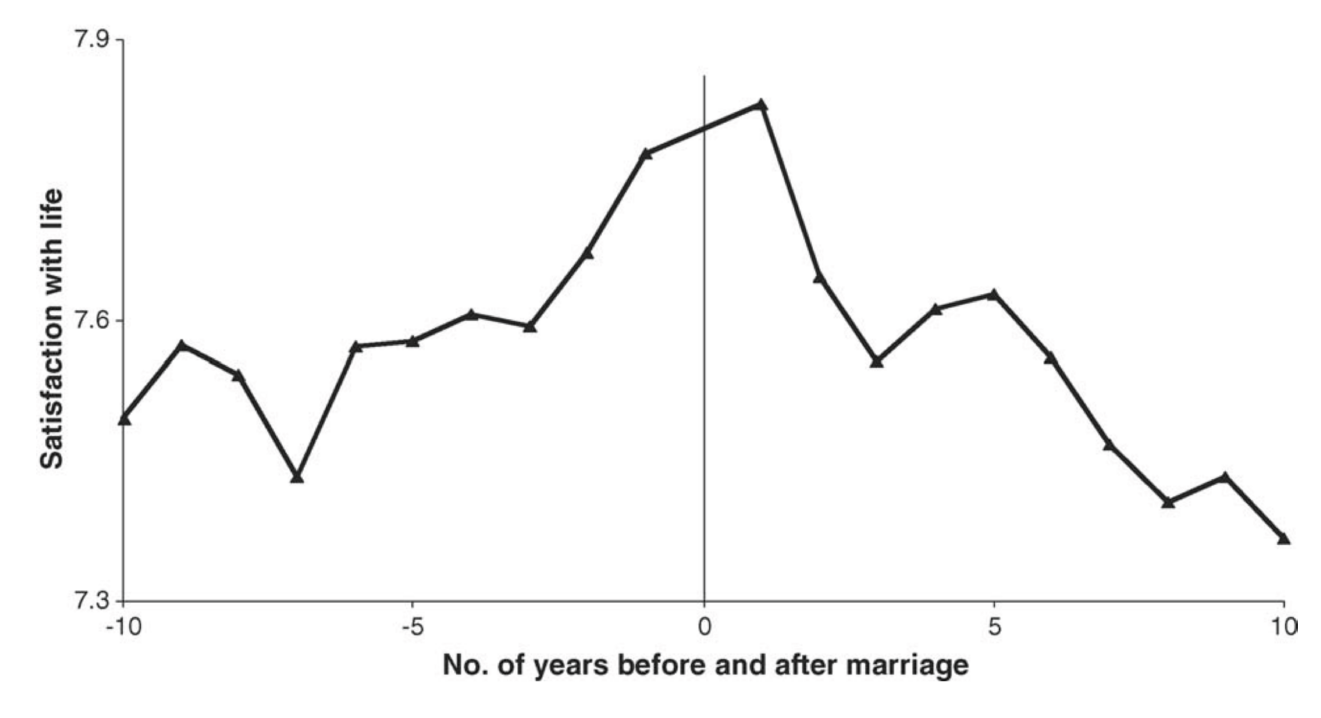 7.9
7.6
7.3
Satisfaction with life
-10 -5 0 5 10
No. of years before and after marriage